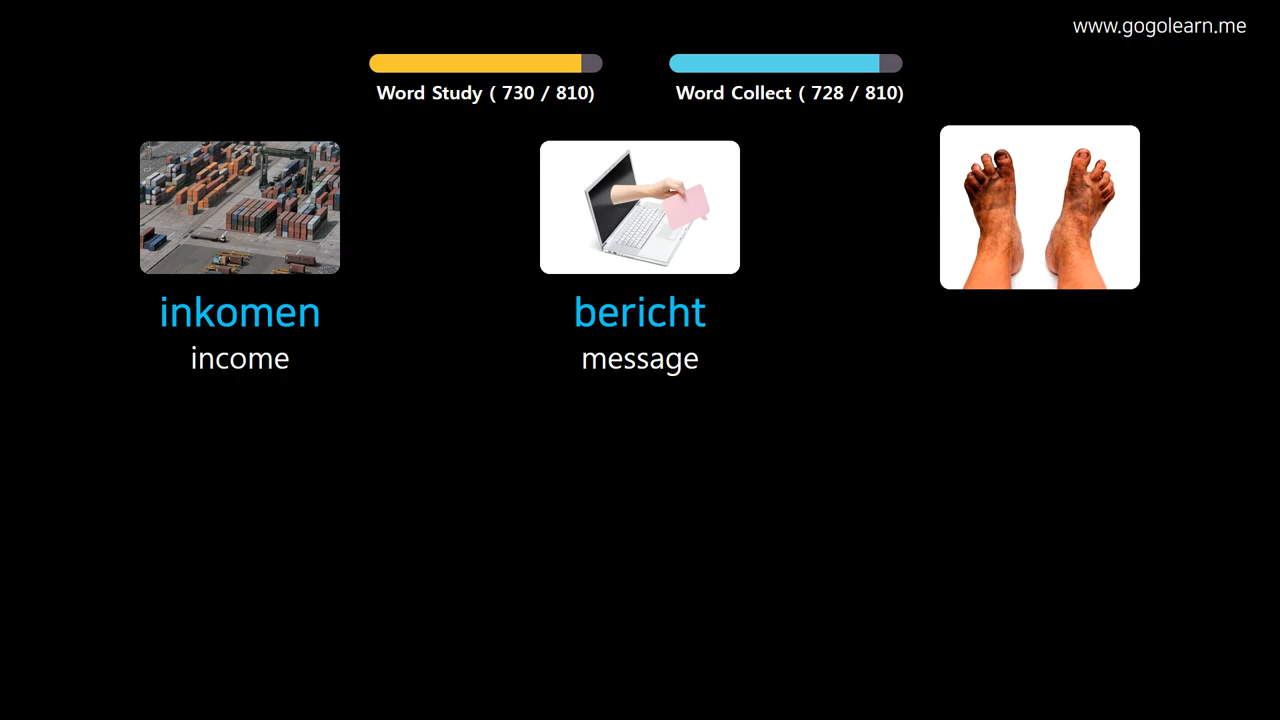 www.gogolearn.me
Word Study ( 730 / 810)
Word Collect ( 728 / 810)
inkomen
income
bericht
message